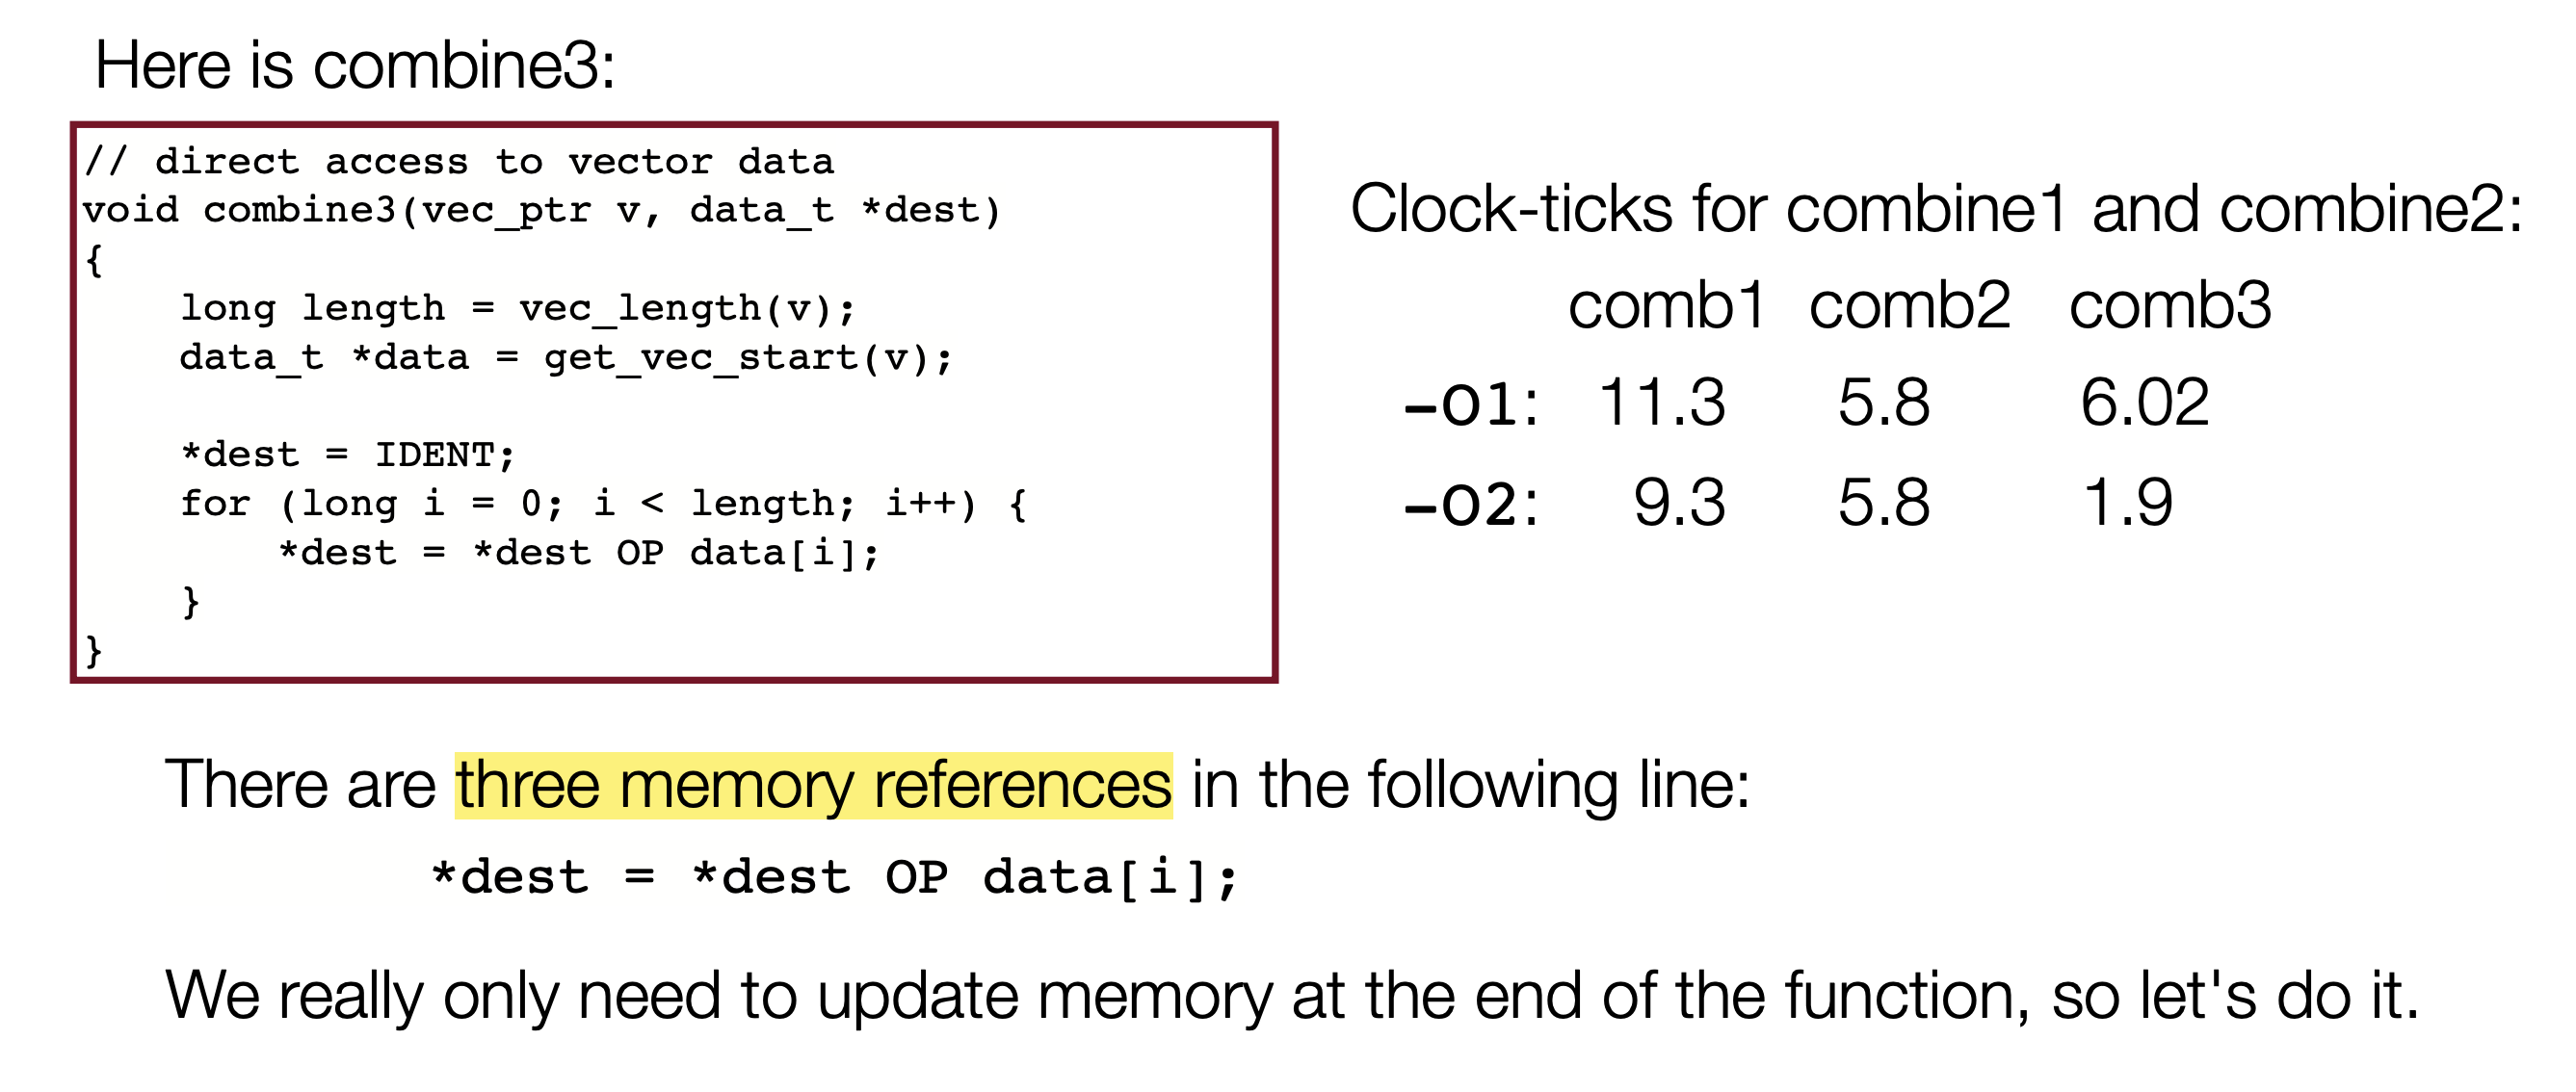 Here is combine3:
// direct access to vector data
void combine3(vec_ptr v, data_t *dest)
{
    long length = vec_length(v);
    data_t *data = get_vec_start(v);

    *dest = IDENT;
    for (long i = 0; i < length; i++) {
        *dest = *dest OP data[i];
    }
}
Clock-ticks for combine1 and combine2:
comb1 comb2 comb3
-O1: 11.3 5.8 6.02
-O2: 9.3 5.8 1.9
There are three memory references in the following line:
*dest = *dest OP data[i];
We really only need to update memory at the end of the function, so let's do it.